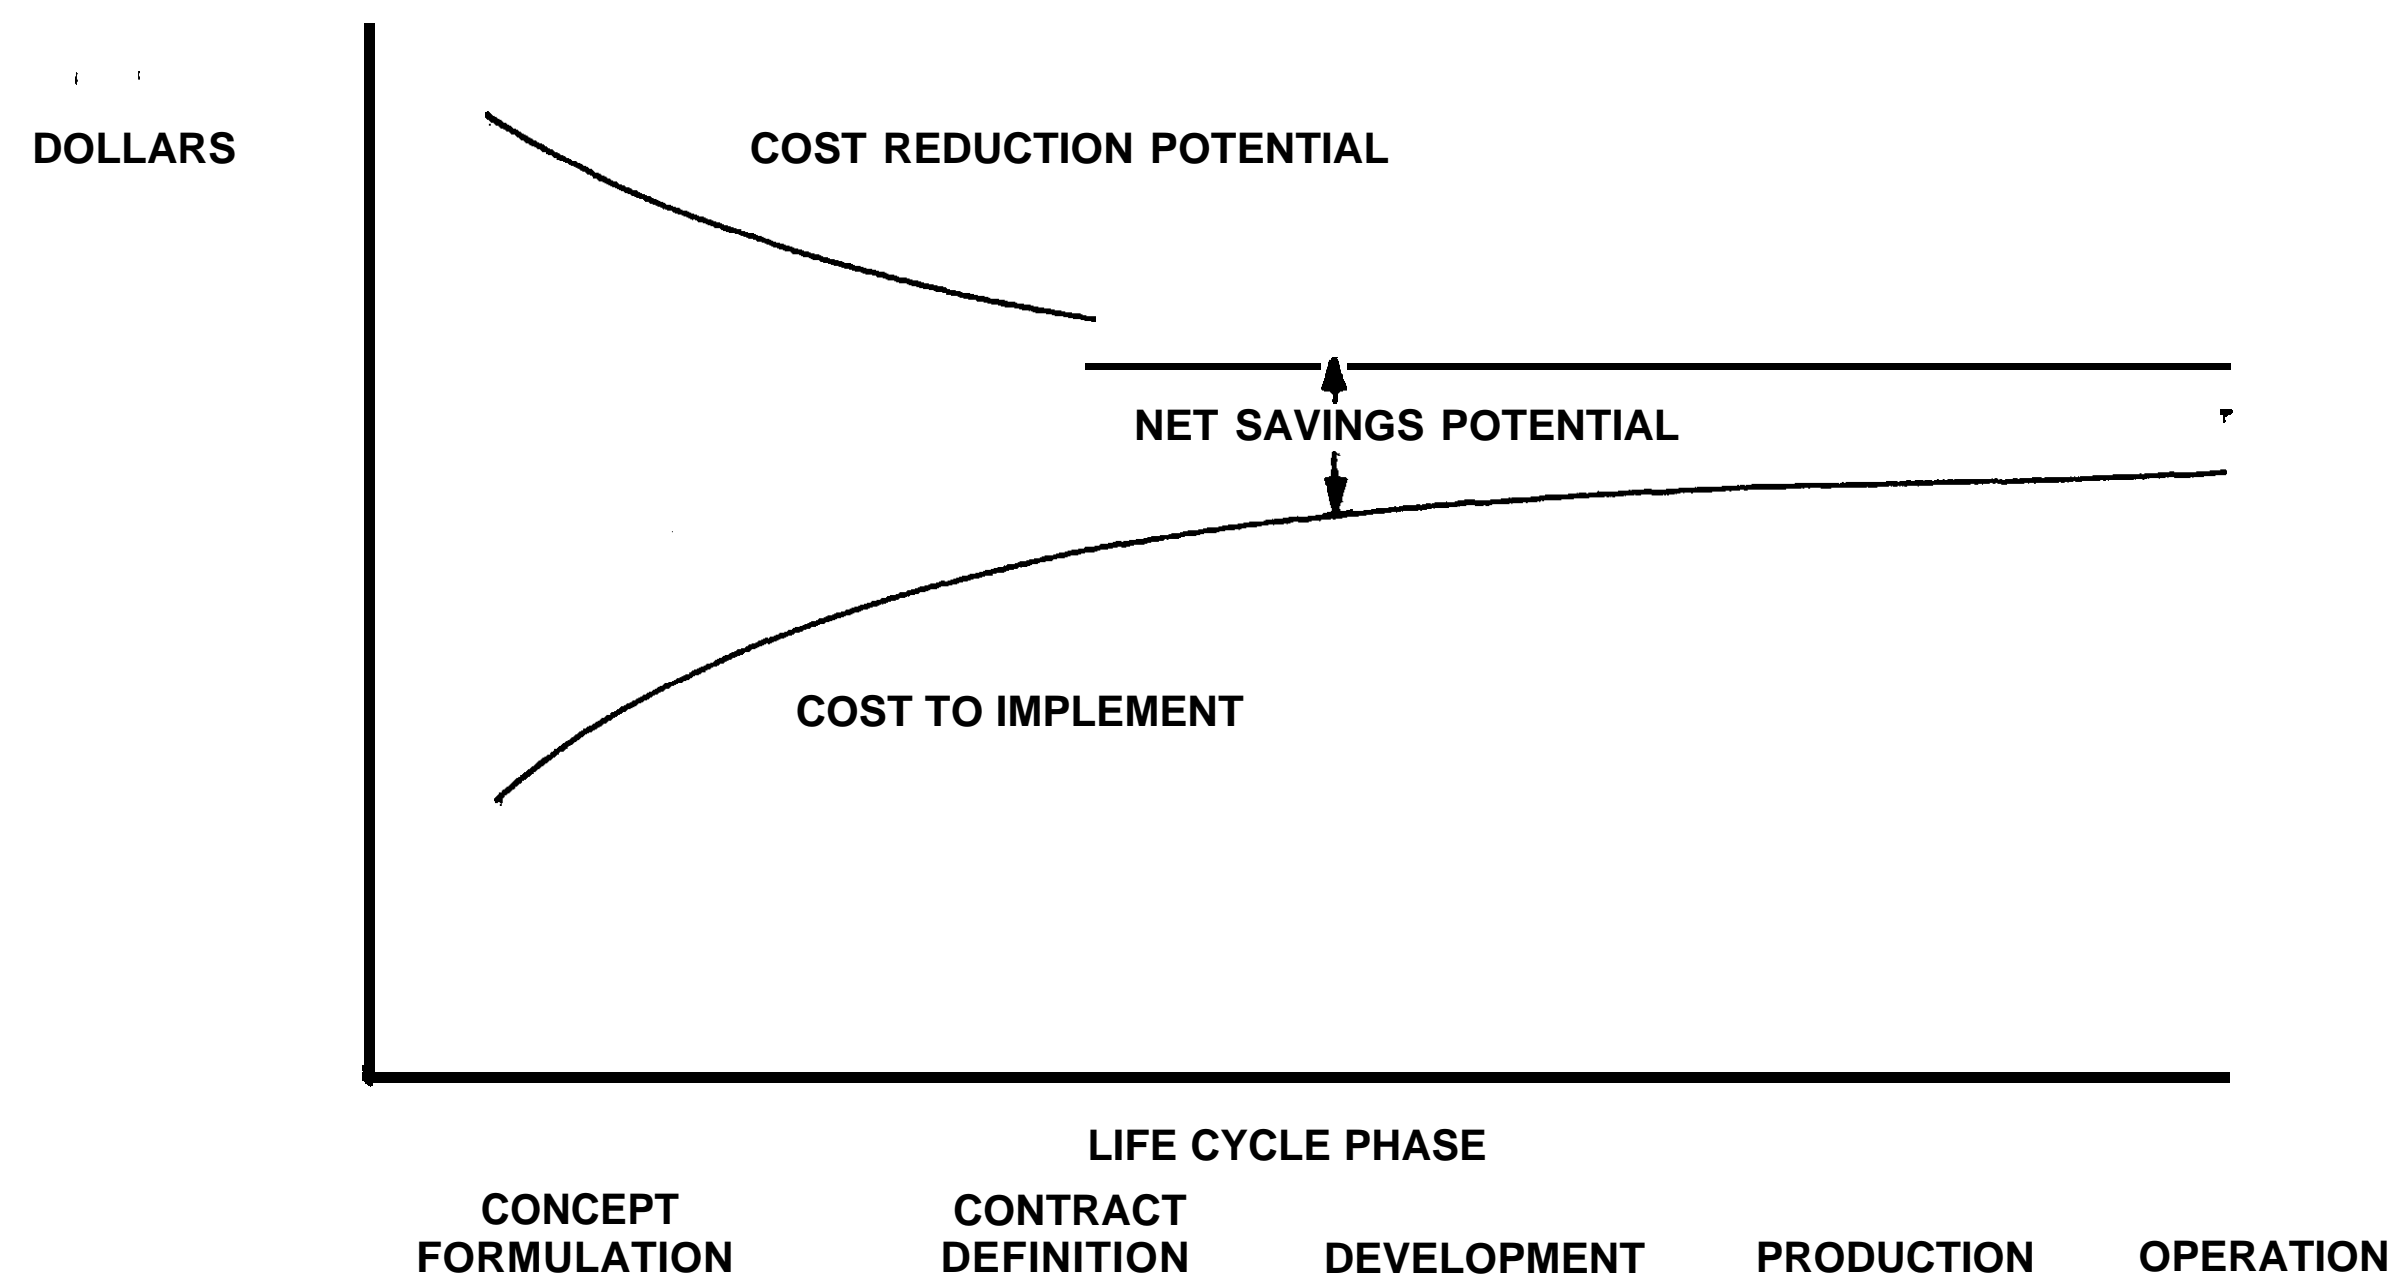 DOLLARS
COST REDUCTION POTENTIAL
NET SAVINGS POTENTIAL
COST TO IMPLEMENT
LIFE CYCLE PHASE
CONCEPT
FORMULATION
CONTRACT
DEFINITION
DEVELOPMENT
PRODUCTION
OPERATION